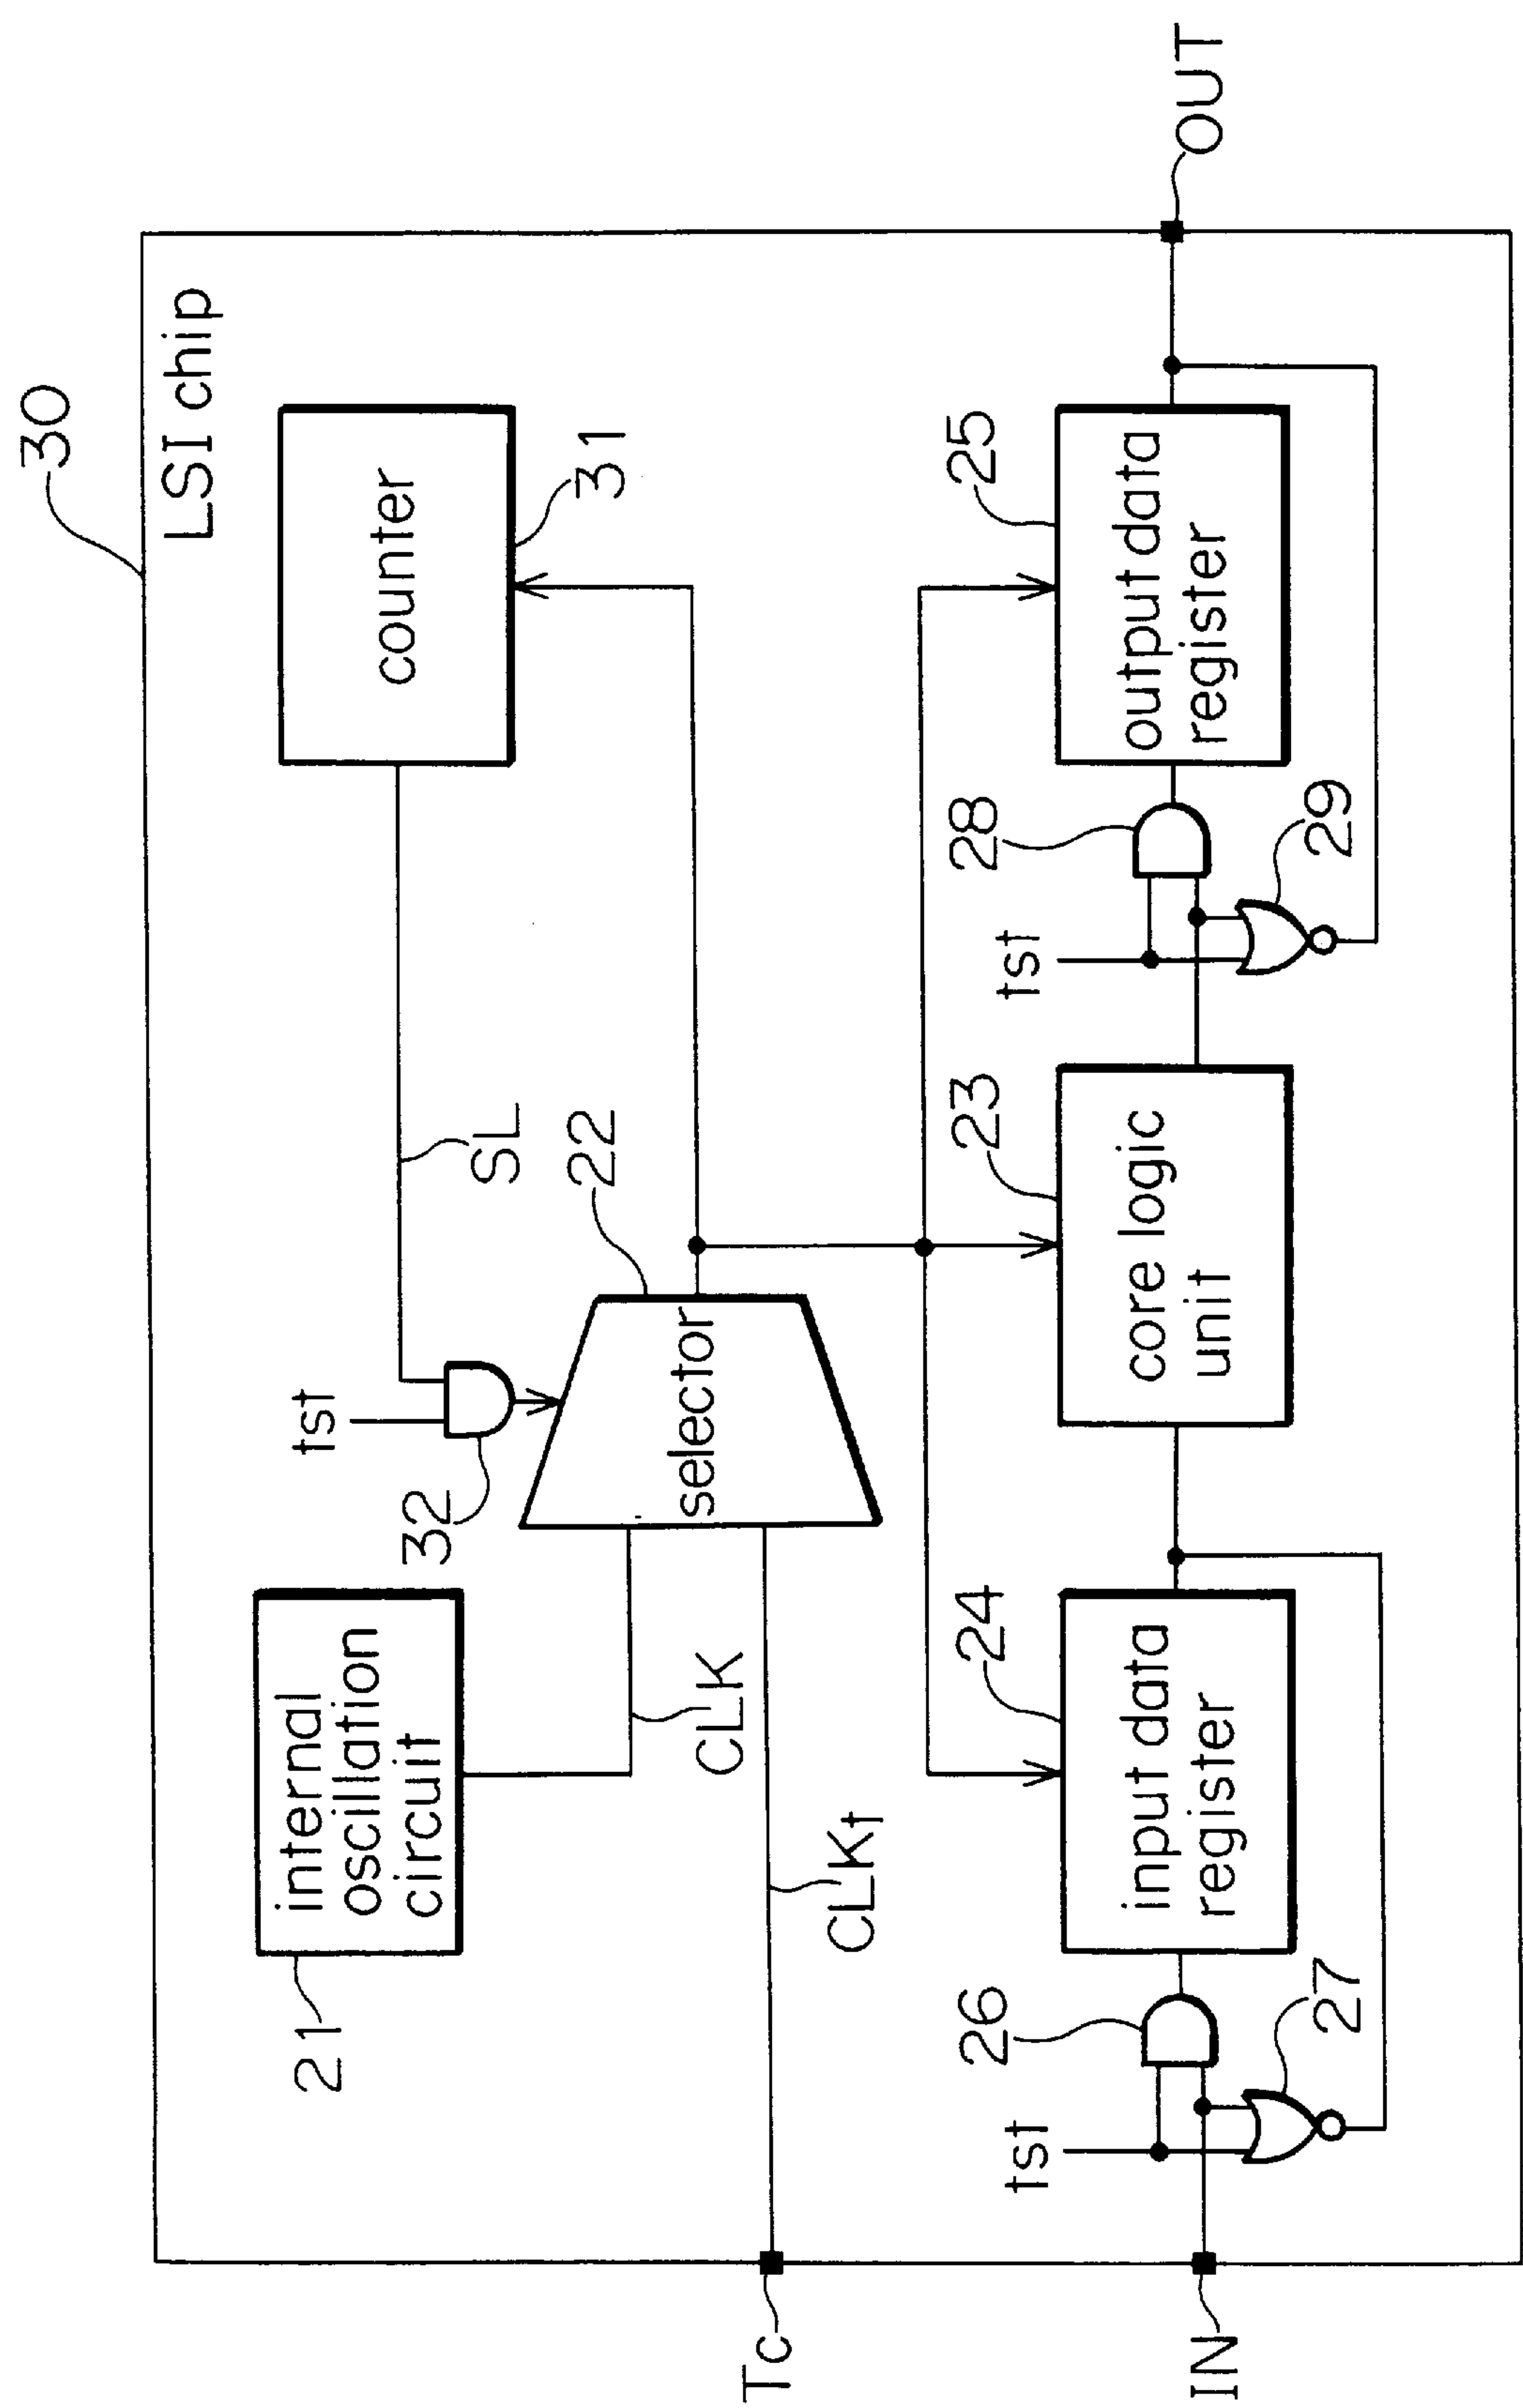 30
LSI chip
internal
oscillation
circuit
21
tst
32
SL
counter
31
selector
22
CLK
CLKt
Tc
tst
26
27
input data
register
24
core logic
unit
23
tst
28
29
output data
register
25
IN
OUT